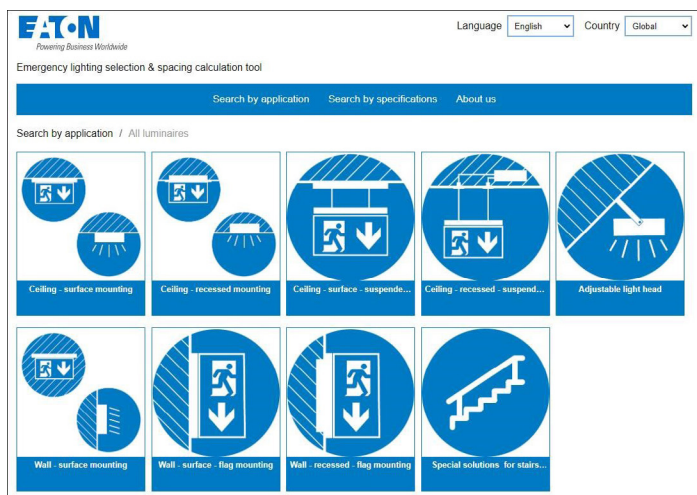 EATON
Powering Business Worldwide
Language English Country Global
Emergency lighting selection & spacing calculation tool
Search by application Search by specifications About us
Search by application / All luminaires
Ceiling - surface mounting Ceiling - recessed mounting Ceiling - surface - suspende... Ceiling - recessed - suspend... Adjustable light head
Wall - surface mounting Wall - surface - flag mounting Wall - recessed - flag mounting Special solutions for stairs...